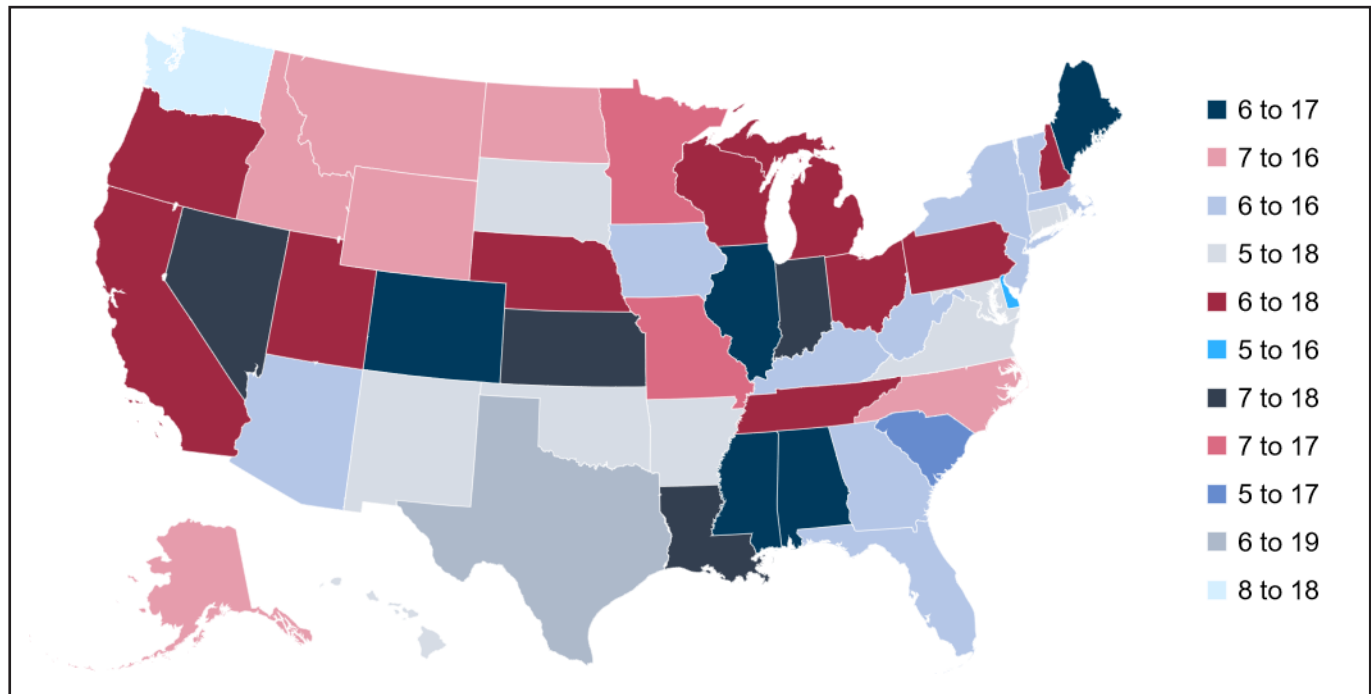 6 to 17
7 to 16
6 to 16
5 to 18
6 to 18
5 to 16
7 to 18
7 to 17
5 to 17
6 to 19
8 to 18